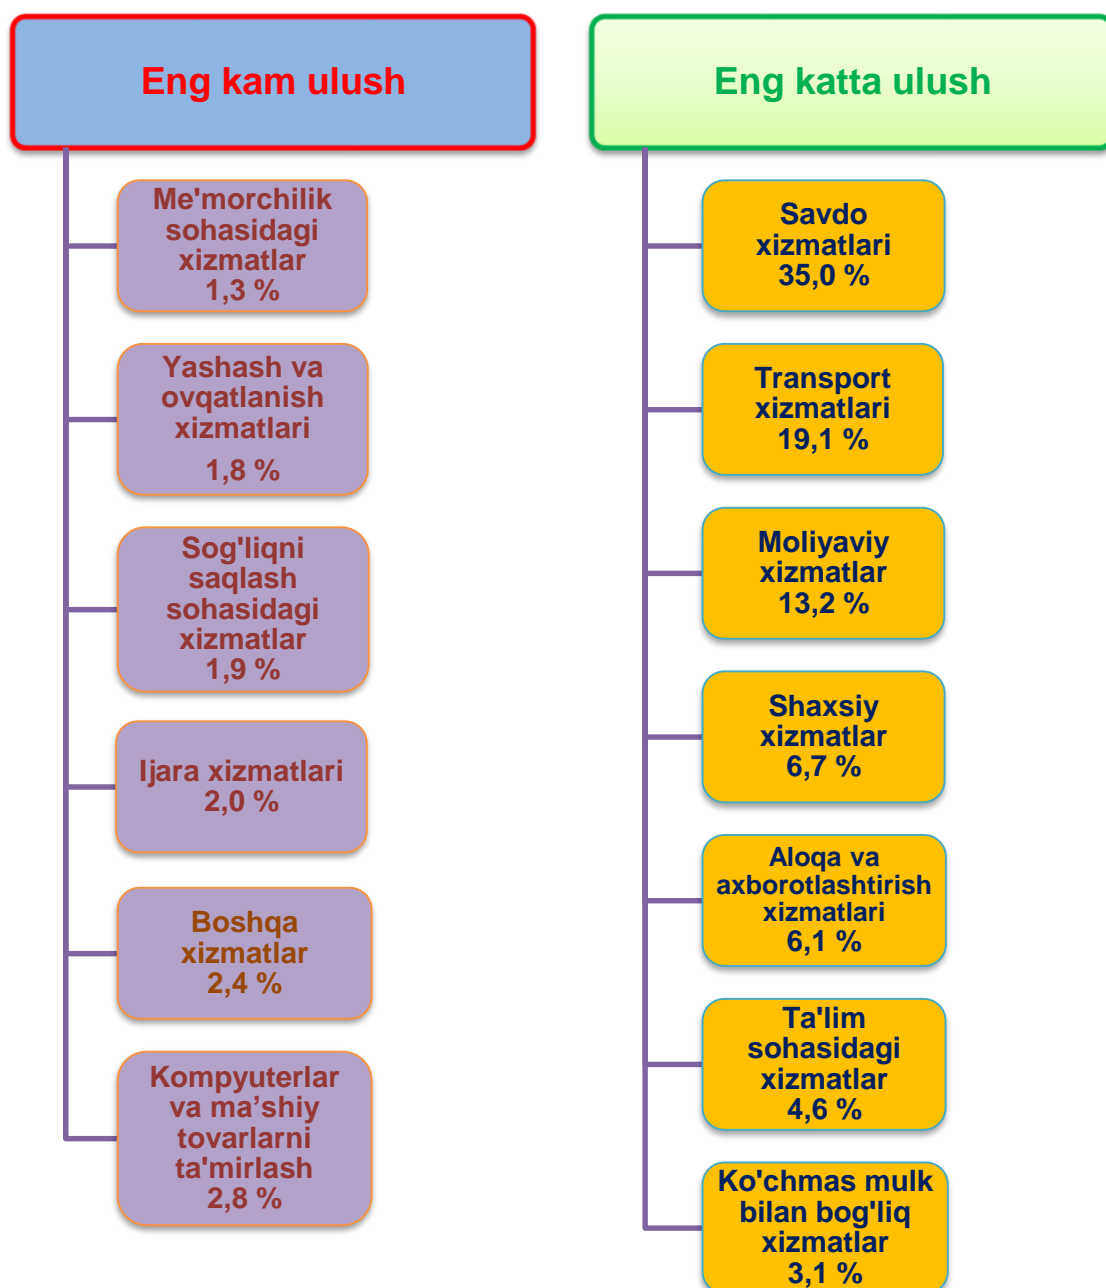 Eng kam ulush
Me'morchilik
sohasidagi
xizmatlar
1,3 %
Yashash va
ovqatlanish
xizmatlari
1,8 %
Sog'liqni
saqlash
sohasidagi
xizmatlar
1,9 %
Ijara xizmatlari
2,0 %
Boshqa
xizmatlar
2,4 %
Kompyuterlar
va ma’shiy
tovarlarni
ta'mirlash
2,8 %
Eng katta ulush
Savdo
xizmatlari
35,0 %
Transport
xizmatlari
19,1 %
Moliyaviy
xizmatlar
13,2 %
Shaxsiy
xizmatlar
6,7 %
Aloqa va
axborotlashtirish
xizmatlari
6,1 %
Ta'lim
sohasidagi
xizmatlar
4,6 %
Ko'chmas mulk
bilan bog'liq
xizmatlar
3,1 %